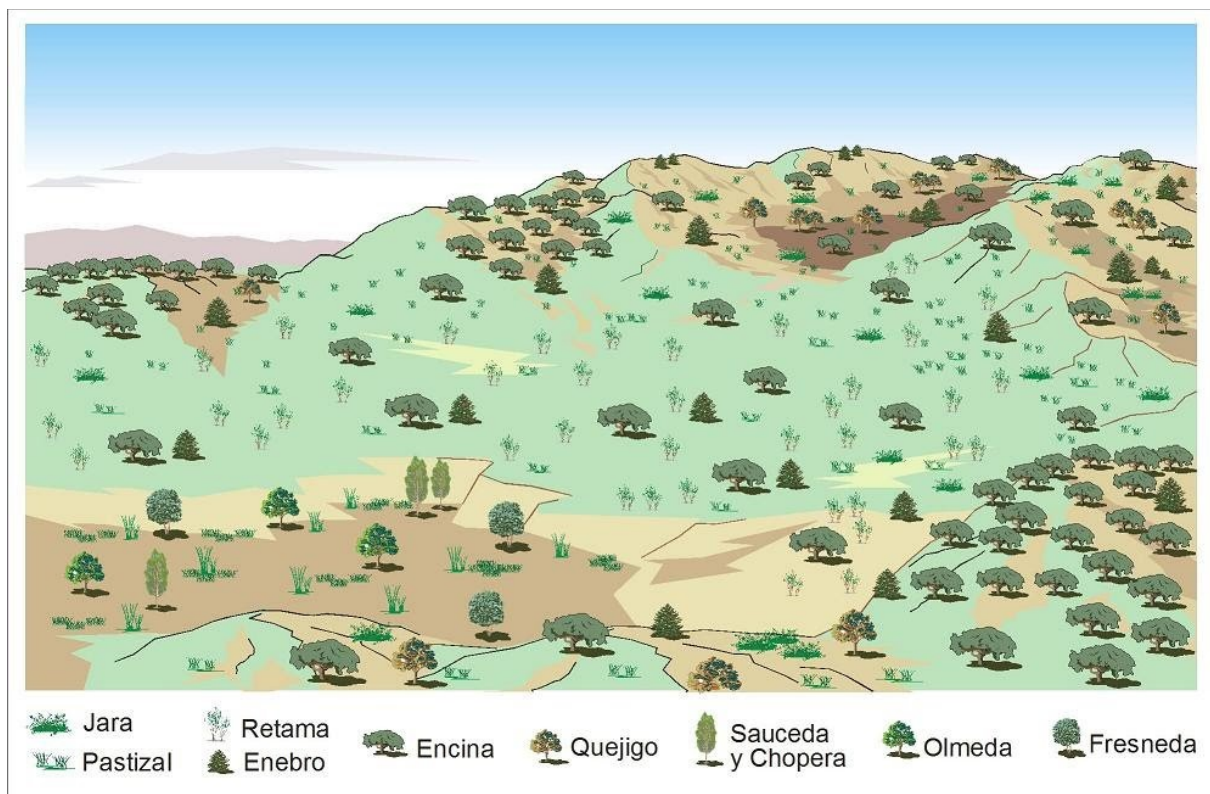 Jara
Retama
Encina
Quejigo
Sauceda
y Chopera
Olmeda
Fresneda
Pastizal
Enebro